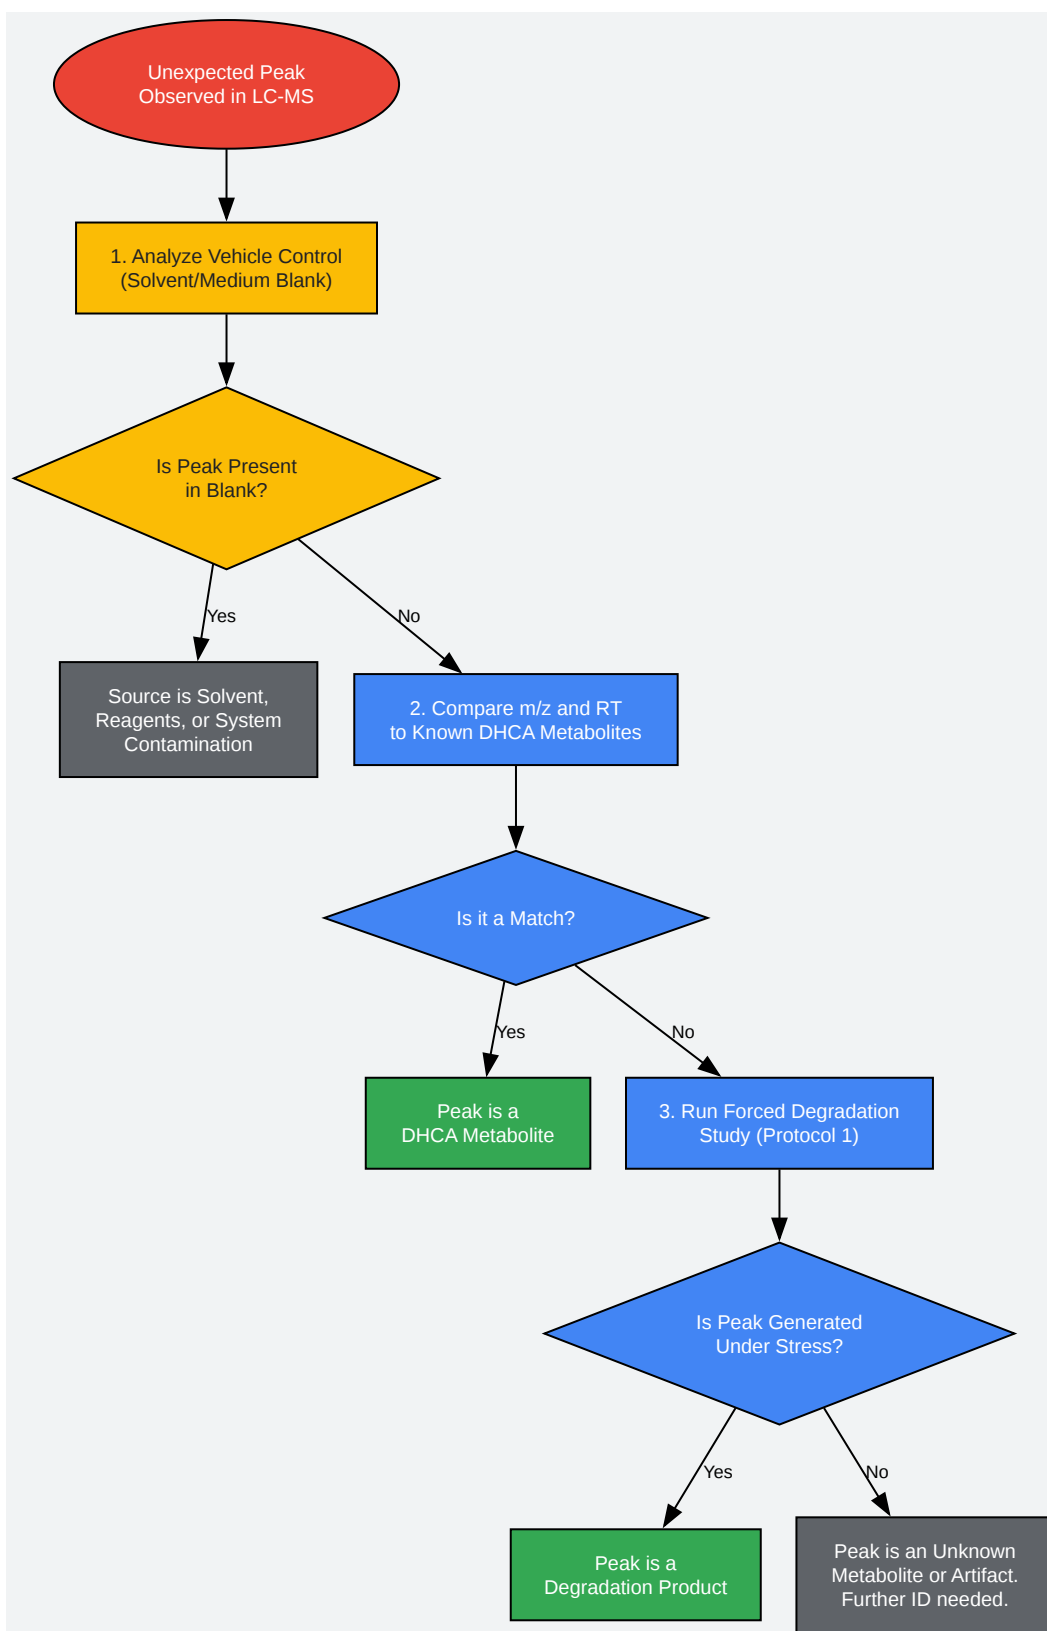 Unexpected Peak
Observed in LC-MS
1. Analyze Vehicle Control
(Solvent/Medium Blank)
Is Peak Present
in Blank?
Yes
No
Source is Solvent,
Reagents, or System
Contamination
2. Compare m/z and RT
to Known DHCA Metabolites
Is it a Match?
Yes
No
Peak is a
DHCA Metabolite
3. Run Forced Degradation
Study (Protocol 1)
Is Peak Generated
Under Stress?
Yes
No
Peak is a
Degradation Product
Peak is an Unknown
Metabolite or Artifact.
Further ID needed.